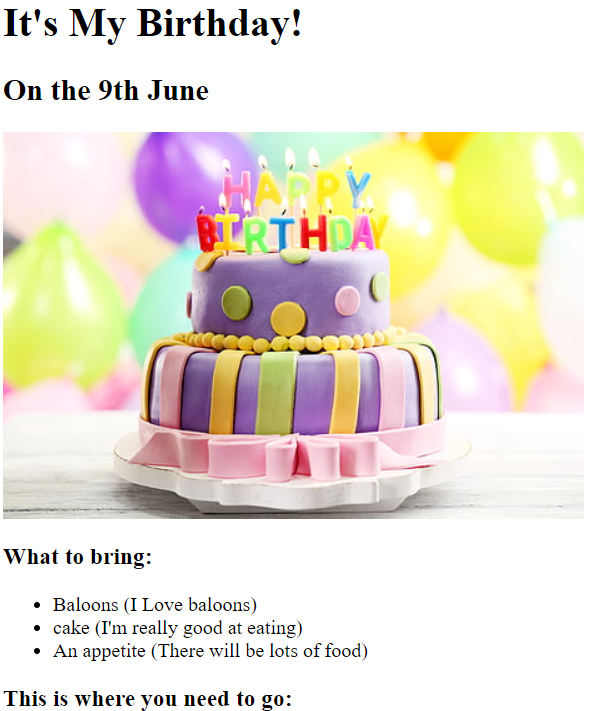 It's My Birthday!
On the 9th June
HAPPY
BIRTHDAY
What to bring:
Baloons (I Love baloons)
cake (I'm really good at eating)
An appetite (There will be lots of food)
This is where you need to go: